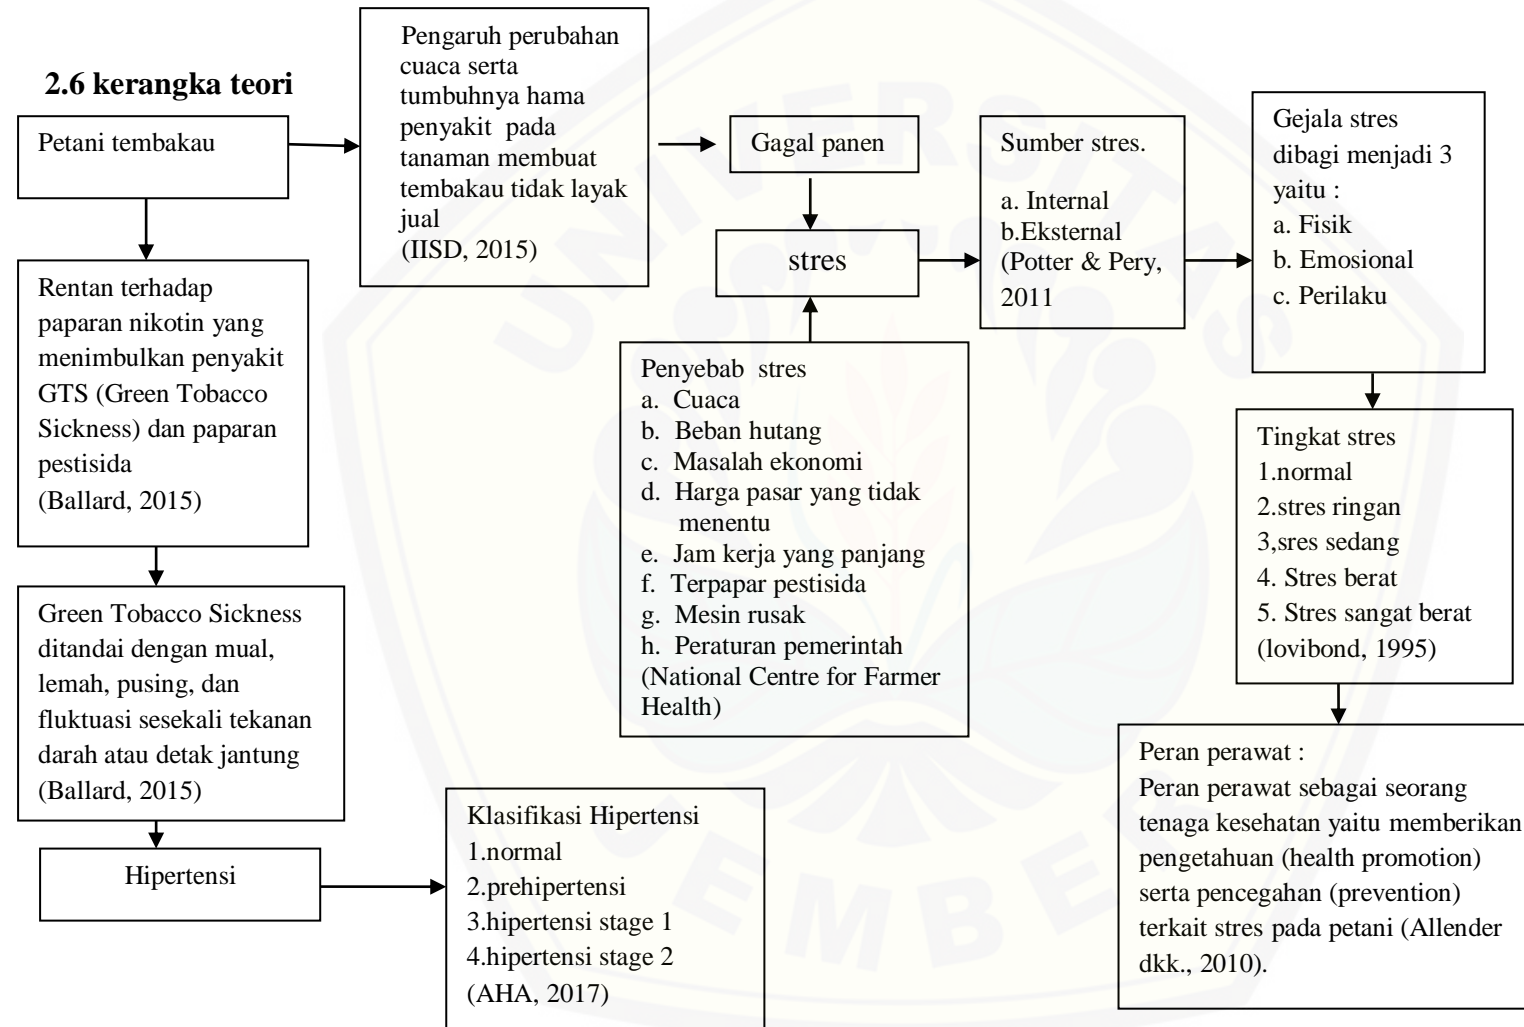 2.6 kerangka teori
Petani tembakau
Pengaruh perubahan
cuaca serta
tumbuhnya hama
penyakit pada
tanaman membuat
tembakau tidak layak
jual
(IISD, 2015)
Gagal panen
stres
Sumber stres.
a. Internal
b.Eksternal
(Potter & Pery,
2011
Gejala stres
dibagi menjadi 3
yaitu :
a. Fisik
b. Emosional
c. Perilaku
Rentan terhadap
paparan nikotin yang
menimbulkan penyakit
GTS (Green Tobacco
Sickness) dan paparan
pestisida
(Ballard, 2015)
Penyebab stres
a. Cuaca
b. Beban hutang
c. Masalah ekonomi
d. Harga pasar yang tidak
menentu
e. Jam kerja yang panjang
f. Terpapar pestisida
g. Mesin rusak
h. Peraturan pemerintah
(National Centre for Farmer
Health)
Tingkat stres
1.normal
2.stres ringan
3,sres sedang
4. Stres berat
5. Stres sangat berat
(lovibond, 1995)
Green Tobacco Sickness
ditandai dengan mual,
lemah, pusing, dan
fluktuasi sesekali tekanan
darah atau detak jantung
(Ballard, 2015)
Hipertensi
Klasifikasi Hipertensi
1.normal
2.prehipertensi
3.hipertensi stage 1
4.hipertensi stage 2
(AHA, 2017)
Peran perawat :
Peran perawat sebagai seorang
tenaga kesehatan yaitu memberikan
pengetahuan (health promotion)
serta pencegahan (prevention)
terkait stres pada petani (Allender
dkk., 2010).
UNIVERSITAS
JEMBER